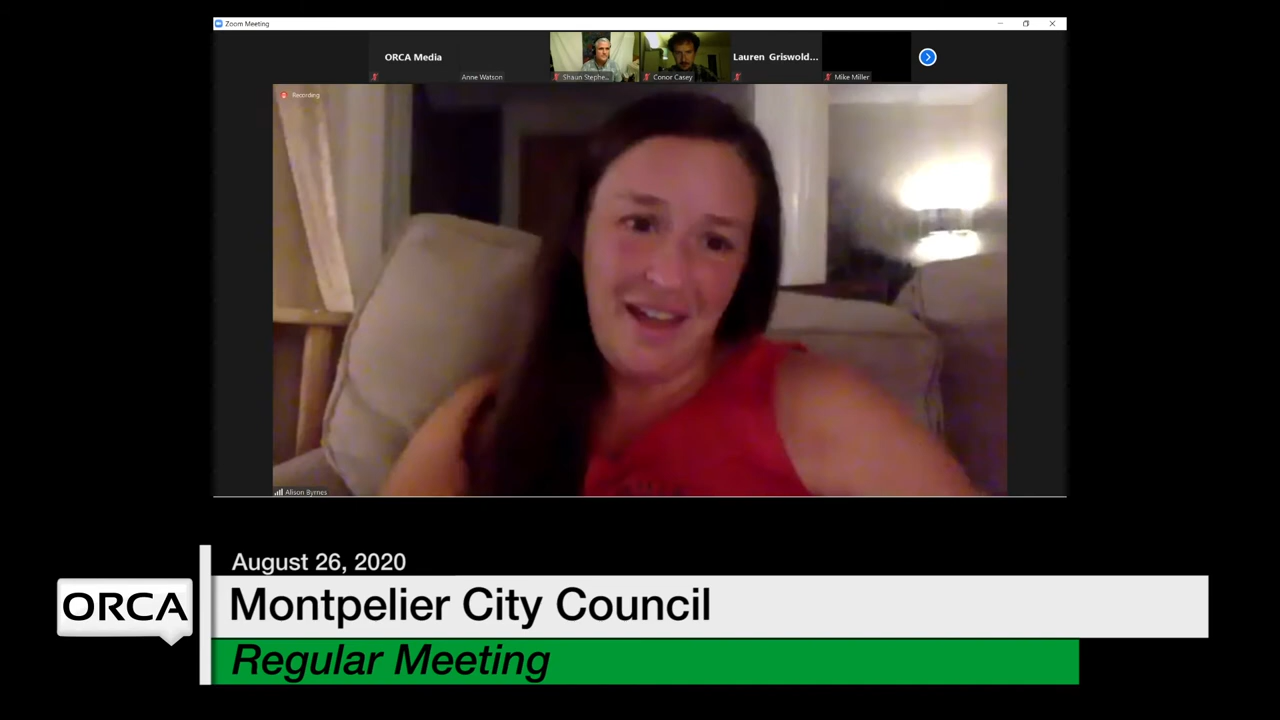 Zoom Meeting
ORCA Media
Anne Watson
Shaun Stephe...
Conor Casey
Lauren Griswold...
Mike Miller
Recording
Alison Byrnes
August 26, 2020
ORCA
Montpelier City Council
Regular Meeting